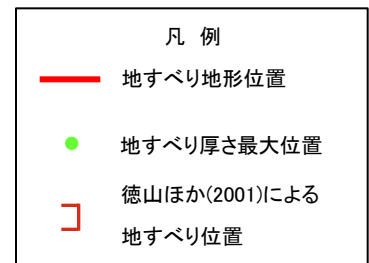 凡 例
地すべり地形位置
地すべり厚さ最大位置
徳山ほか(2001)による
地すべり位置